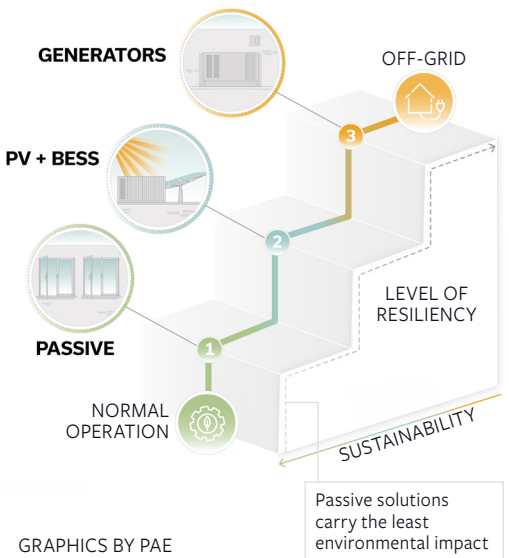 GENERATORS
OFF-GRID
3
PV + BESS
2
LEVEL OF
RESILIENCY
1
PASSIVE
NORMAL
OPERATION
SUSTAINABILITY
Passive solutions
carry the least
environmental impact
GRAPHICS BY PAE